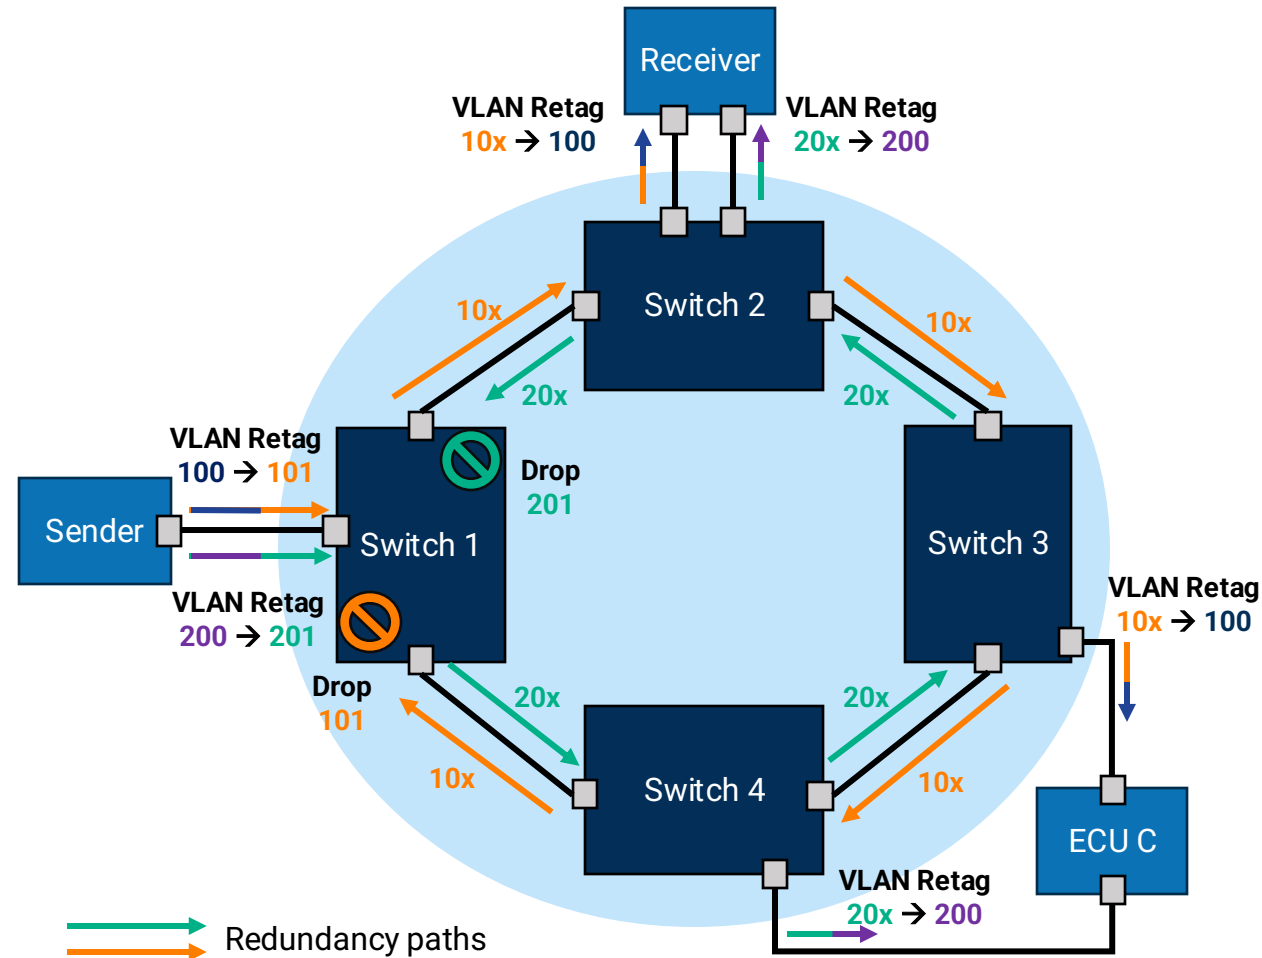 Receiver
VLAN Retag
10x → 100
VLAN Retag
20x → 200
Switch 2
10x
10x
20x
20x
VLAN Retag
100 → 101
Drop
201
Sender
Switch 1
Switch 3
VLAN Retag
200 → 201
VLAN Retag
10x → 100
Drop
101
20x
20x
10x
10x
Switch 4
ECU C
VLAN Retag
20x → 200
Redundancy paths